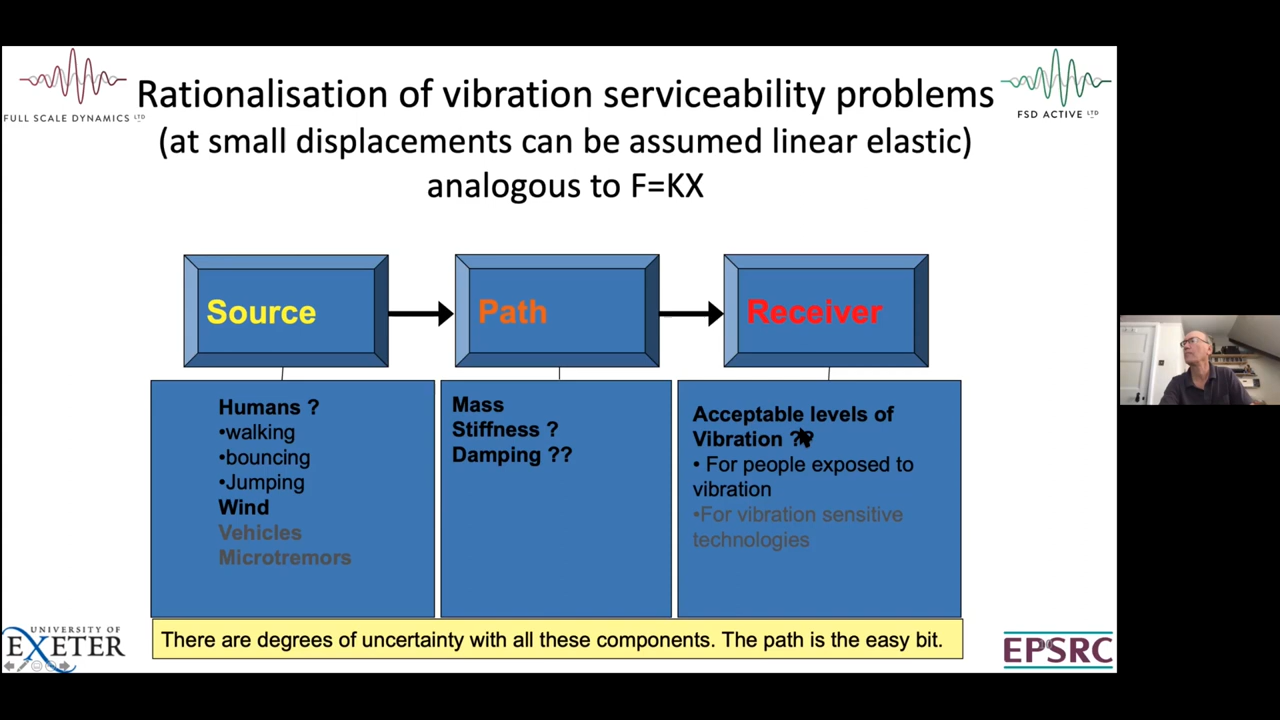 Rationalisation of vibration serviceability problems
(at small displacements can be assumed linear elastic)
analogous to F=KX
FULL SCALE DYNAMICS LTD
FSD ACTIVE LTD
Source
Path
Receiver
Humans ?
•walking
•bouncing
•Jumping
Wind
Vehicles
Microtremors
Mass
Stiffness ?
Damping ??
Acceptable levels of
Vibration ??
• For people exposed to
vibration
•For vibration sensitive
technologies
There are degrees of uncertainty with all these components. The path is the easy bit.
UNIVERSITY OF
EXETER
EPSRC